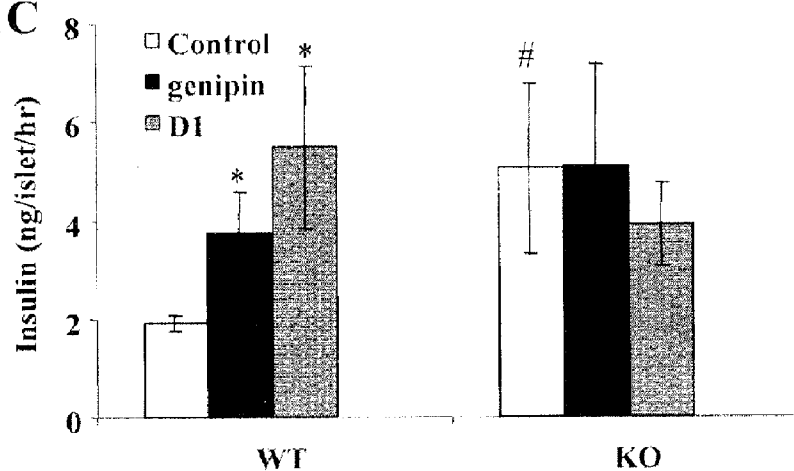 C
Insulin (ng/islet/hr)
8
6
4
2
0
Control
genipin
D1
*
*
#
WT
KO